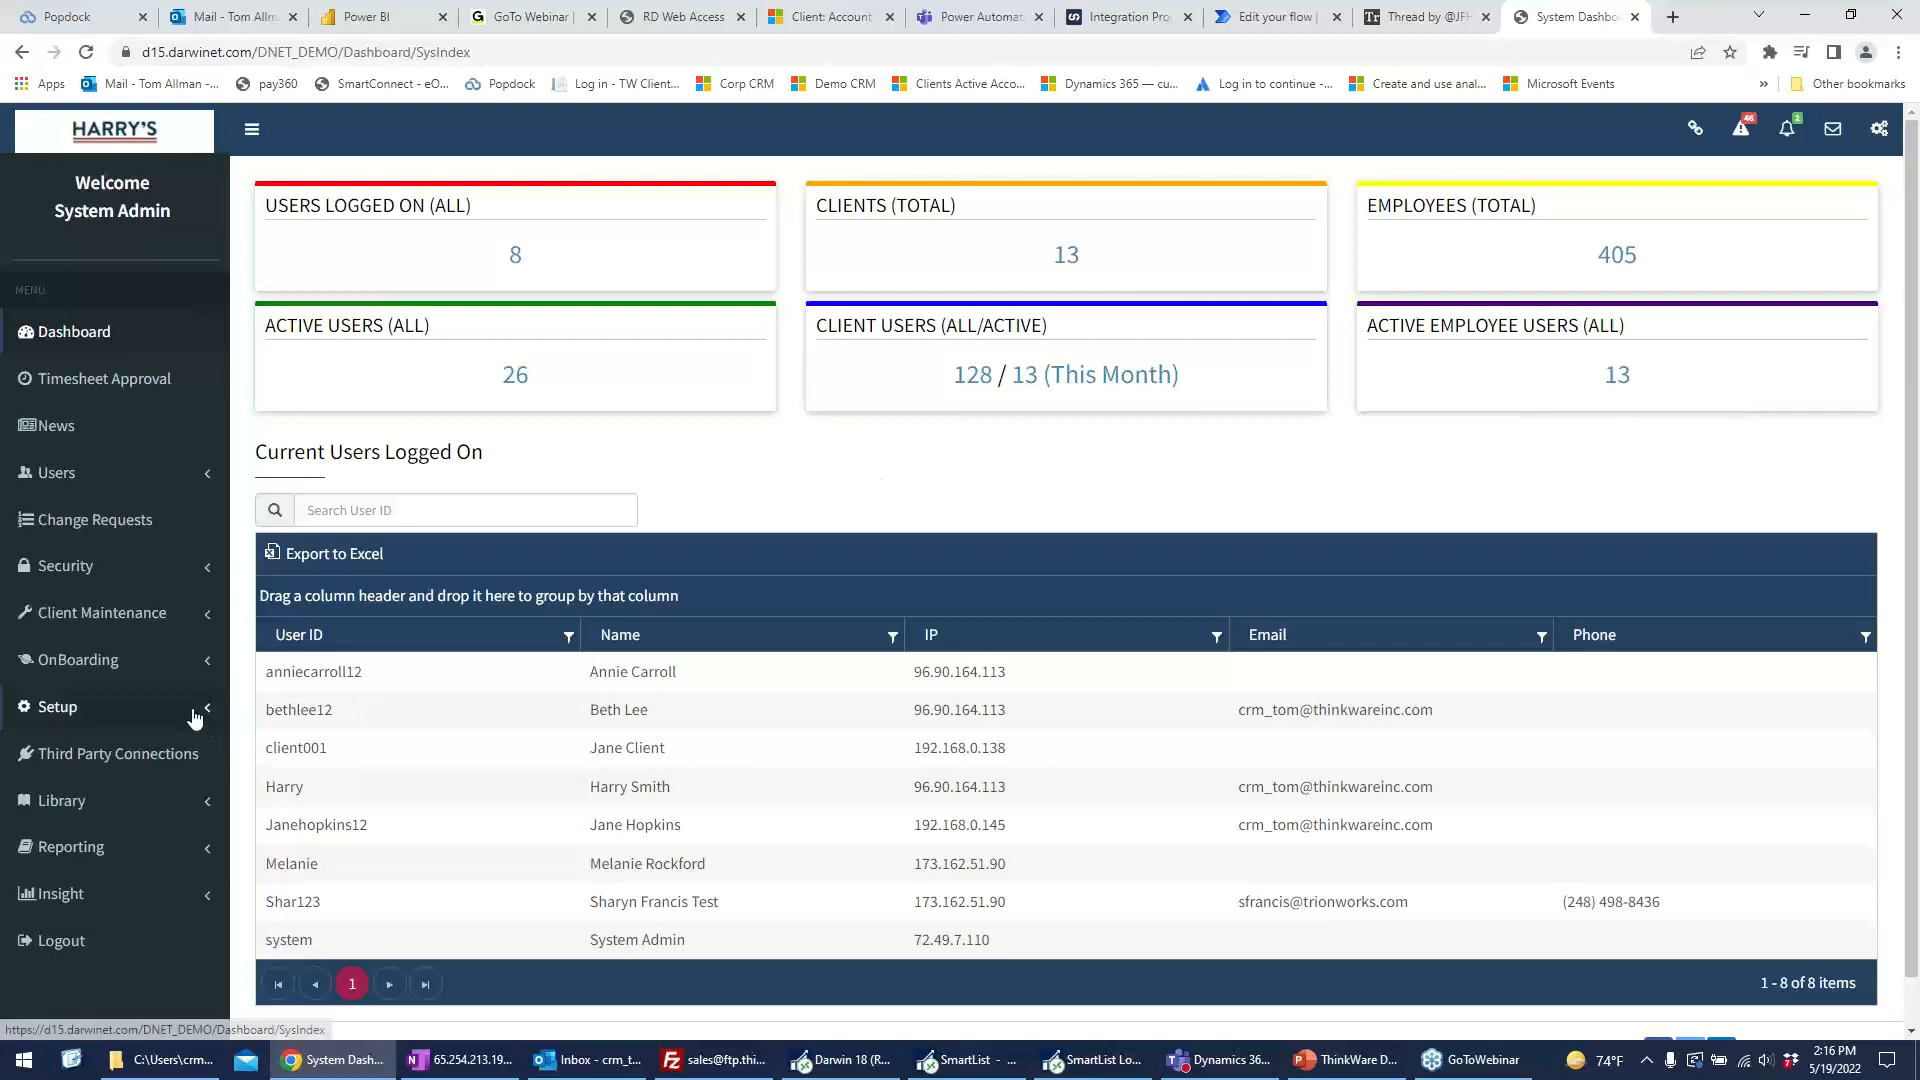 Popdock
Mail - Tom Allm
Power BI
GoTo Webinar |
RD Web Access
Client: Account
Power Automat
Integration Pro
Edit your flow |
Thread by @JFH
System Dashbo
d15.darwinet.com/DNET_DEMO/Dashboard/SysIndex
Apps
Mail - Tom Allman -...
pay360
SmartConnect - eO...
Popdock
Log in - TW Client...
Corp CRM
Demo CRM
Clients Active Acco...
Dynamics 365 — cu...
Log in to continue -...
Create and use anal...
Microsoft Events
»
Other bookmarks
HARRY'S
46
2
Welcome
System Admin
MENU
Dashboard
Timesheet Approval
News
Users
Change Requests
Security
Client Maintenance
OnBoarding
Setup
Third Party Connections
Library
Reporting
Insight
Logout
USERS LOGGED ON (ALL)
8
CLIENTS (TOTAL)
13
EMPLOYEES (TOTAL)
405
ACTIVE USERS (ALL)
26
CLIENT USERS (ALL/ACTIVE)
128 / 13 (This Month)
ACTIVE EMPLOYEE USERS (ALL)
13
Current Users Logged On
Search User ID
Export to Excel
Drag a column header and drop it here to group by that column
User ID Name IP Email Phone
anniecarroll12 Annie Carroll 96.90.164.113
bethlee12 Beth Lee 96.90.164.113 crm_tom@thinkwareinc.com
client001 Jane Client 192.168.0.138
Harry Harry Smith 96.90.164.113 crm_tom@thinkwareinc.com
Janehopkins12 Jane Hopkins 192.168.0.145 crm_tom@thinkwareinc.com
Melanie Melanie Rockford 173.162.51.90
Shar123 Sharyn Francis Test 173.162.51.90 sfrancis@trionworks.com (248) 498-8436
system System Admin 72.49.7.110
1
1 - 8 of 8 items
https://d15.darwinet.com/DNET_DEMO/Dashboard/SysIndex
C:\Users\crm...
System Dash...
65.254.213.19...
Inbox - crm_t...
sales@ftp.thi...
Darwin 18 (R...
SmartList - ...
SmartList Lo...
Dynamics 36...
ThinkWare D...
GoToWebinar
74°F
2:16 PM
5/19/2022